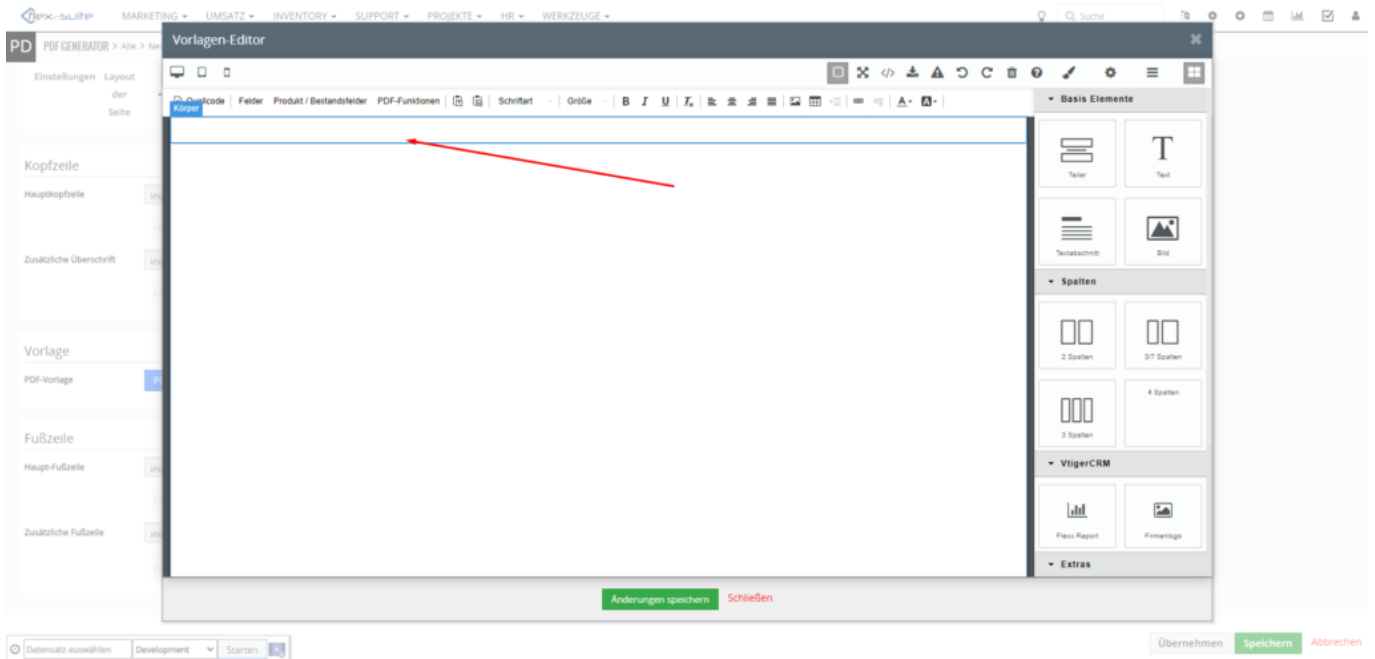 flex-suite MARKETING UMSATZ INVENTORY SUPPORT PROJEKTE HR WERKZEUGE Suche
PD PDF GENERATOR > Alle >
Vorlagen-Editor
Einstellungen Layout
der
Seite
Quellcode Felder Produkt / Bestandsfelder PDF-Funktionen Schriftart Größe B I U
Körper
Kopfzeile
Hauptkopfzeile
Zusätzliche Überschrift
Vorlage
PDF-Vorlage
Fußzeile
Haupt-Fußzeile
Zusätzliche Fußzeile
Basis Elemente
Teiler Text
Textabschnitt Bild
Spalten
2 Spalten 3/7 Spalten
3 Spalten 4 Spalten
VtigerCRM
Flexx Report Firmenlogo
Extras
Änderungen speichern Schließen
Datensatz auswählen Development Starten
Übernehmen Speichern Abbrechen